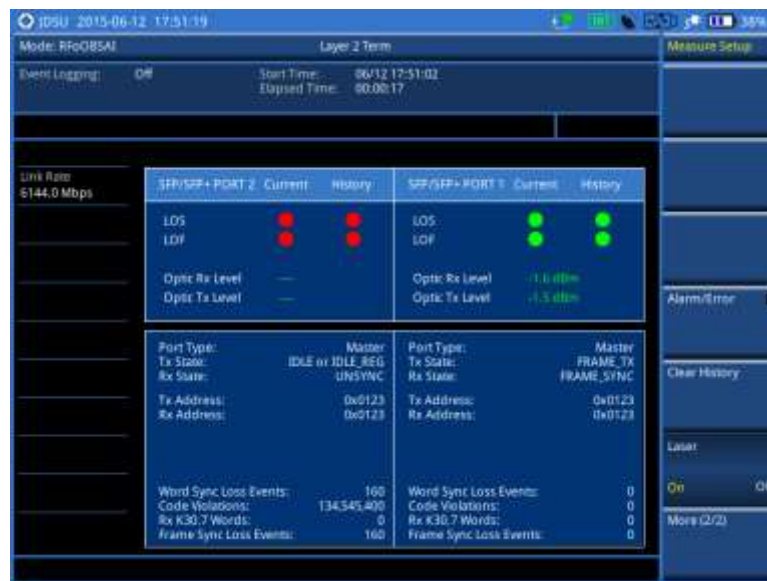 JDSU 2015-06-12 17:51:19
38%
Mode: RFoOBSAI
Layer 2 Term
Measure Setup
Event Logging: Off
Start Time: 06/12 17:51:02
Elapsed Time: 00:00:17
Link Rate
6144.0 Mbps
SFP/SFP+ PORT 2 Current History
LOS
LOF
Optic Rx Level ---
Optic Tx Level ---
SFP/SFP+ PORT 1 Current History
LOS
LOF
Optic Rx Level -1.6 dBm
Optic Tx Level -1.5 dBm
Port Type: Master
Tx State: IDLE or IDLE_REG
Rx State: UNSYNC
Tx Address: 0x0123
Rx Address: 0x0123
Word Sync Loss Events: 160
Code Violations: 134,545,400
Rx K30.7 Words: 0
Frame Sync Loss Events: 160
Port Type: Master
Tx State: FRAME_TX
Rx State: FRAME_SYNC
Tx Address: 0x0123
Rx Address: 0x0123
Word Sync Loss Events: 0
Code Violations: 0
Rx K30.7 Words: 0
Frame Sync Loss Events: 0
Alarm/Error
Clear History
Laser
On
More (2/2)